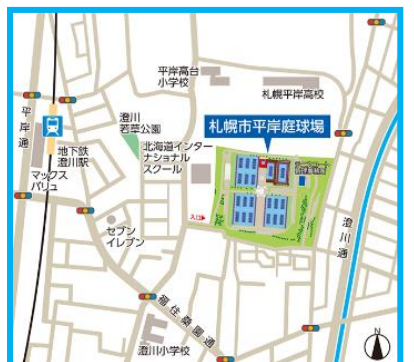 平岸高台
小学校
札幌平岸高校
平岸通
地下鉄
澄川駅
マックス
バリュ
澄川
若草公園
北海道インター
ナショナル
スクール
札幌市平岸庭球場
入口
セブン
イレブン
澄川通
福住桑園通
澄川小学校
N